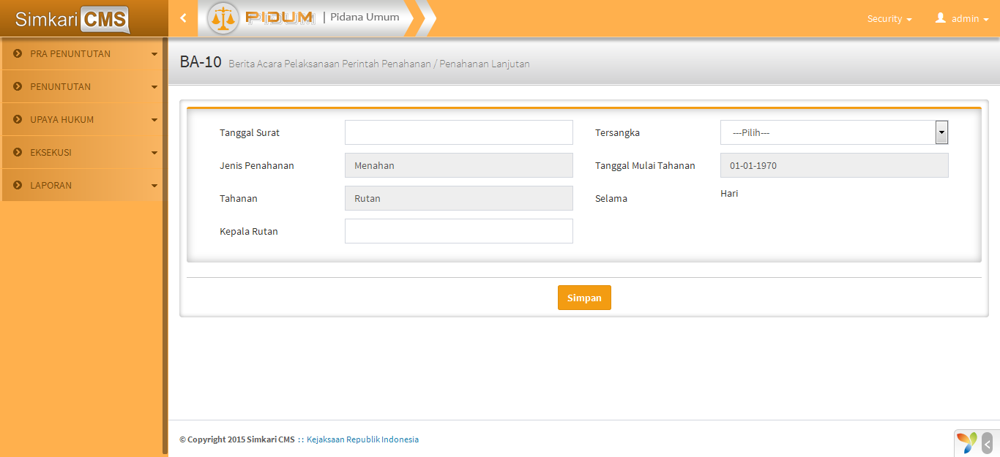 Simkari CMS
PIDUM | Pidana Umum
Security
admin
PRA PENUNTUTAN
PENUNTUTAN
UPAYA HUKUM
EKSEKUSI
LAPORAN
BA-10 Berita Acara Pelaksanaan Perintah Penahanan / Penahanan Lanjutan
Tanggal Surat
Tersangka ---Pilih---
Jenis Penahanan Menahan
Tanggal Mulai Tahanan 01-01-1970
Tahanan Rutan
Selama Hari
Kepala Rutan
Simpan
© Copyright 2015 Simkari CMS :: Kejaksaan Republik Indonesia